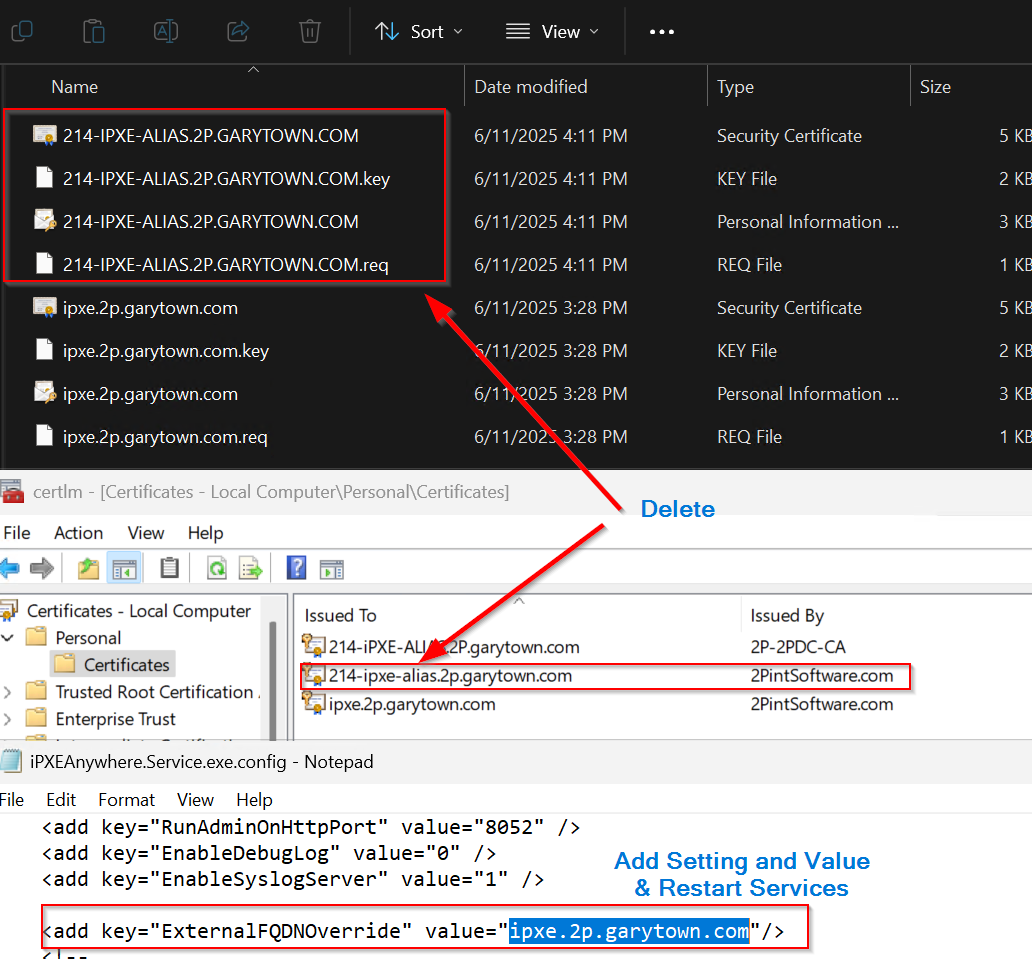 Sort View
Name Date modified Type Size
214-IPXE-ALIAS.2P.GARYTOWN.COM 6/11/2025 4:11 PM Security Certificate 5 KB
214-IPXE-ALIAS.2P.GARYTOWN.COM.key 6/11/2025 4:11 PM KEY File 2 KB
214-IPXE-ALIAS.2P.GARYTOWN.COM 6/11/2025 4:11 PM Personal Information ... 3 KB
214-IPXE-ALIAS.2P.GARYTOWN.COM.req 6/11/2025 4:11 PM REQ File 1 KB
ipxe.2p.garytown.com 6/11/2025 3:28 PM Security Certificate 5 KB
ipxe.2p.garytown.com.key 6/11/2025 3:28 PM KEY File 2 KB
ipxe.2p.garytown.com 6/11/2025 3:28 PM Personal Information ... 3 KB
ipxe.2p.garytown.com.req 6/11/2025 3:28 PM REQ File 1 KB
certlm - [Certificates - Local Computer\Personal\Certificates]
Delete
File Action View Help
Certificates - Local Computer
Personal
Certificates
Trusted Root Certification
Enterprise Trust
Issued To Issued By
214-iPXE-ALIAS.2P.garytown.com 2P-2PDC-CA
214-ipxe-alias.2p.garytown.com 2PintSoftware.com
ipxe.2p.garytown.com 2PintSoftware.com
iPXEAnywhere.Service.exe.config - Notepad
File Edit Format View Help
<add key="RunAdminOnHttpPort" value="8052" />
<add key="EnableDebugLog" value="0" />
<add key="EnableSyslogServer" value="1" />
Add Setting and Value
& Restart Services
<add key="ExternalFQDNOverride" value="ipxe.2p.garytown.com"/>
<!--